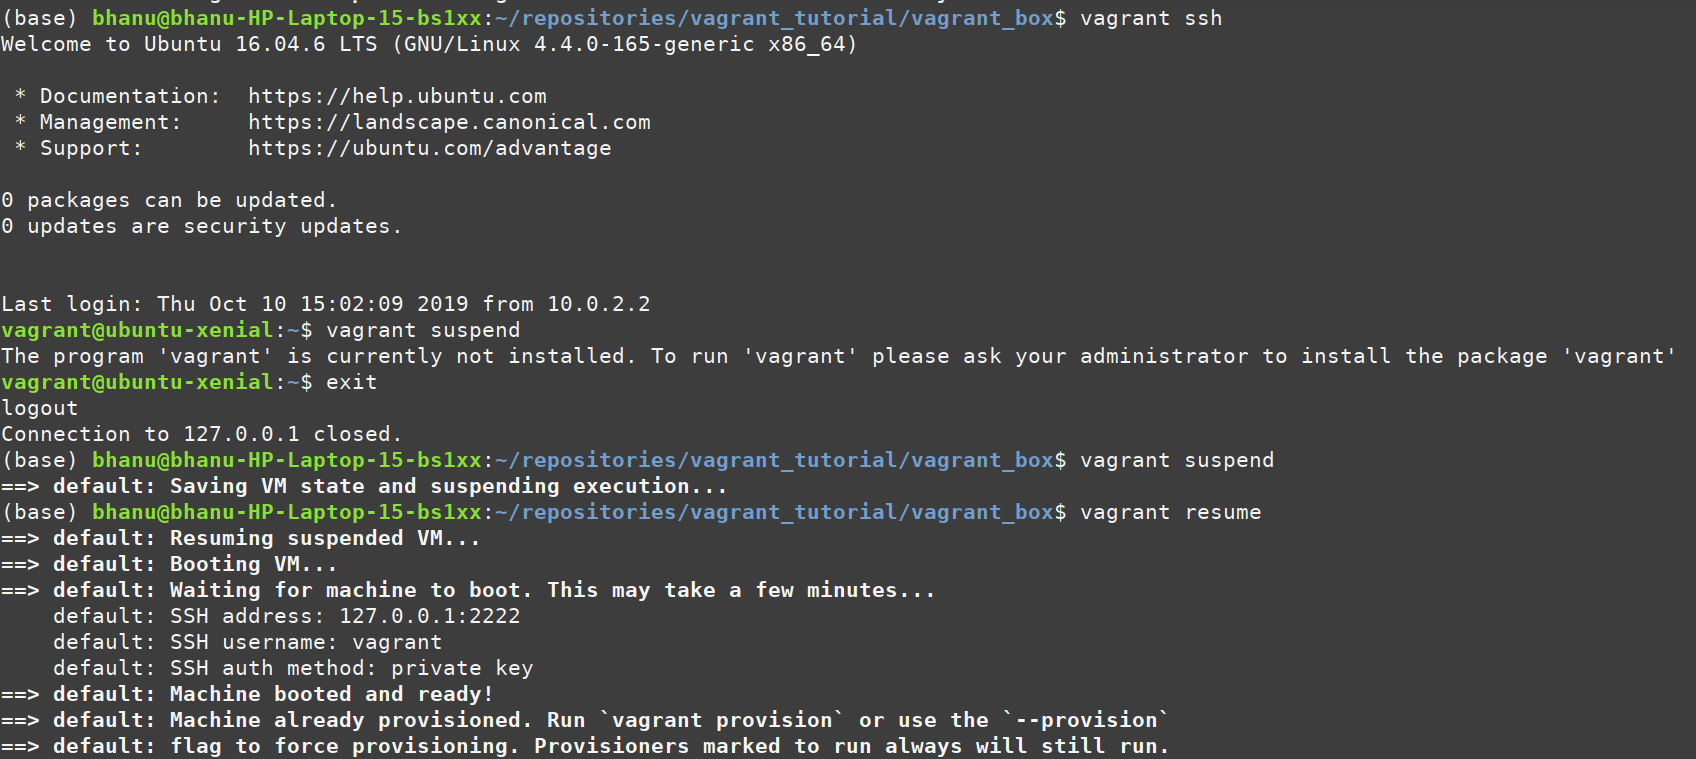 (base) bhanu@bhanu-HP-Laptop-15-bs1xx:~/repositories/vagrant_tutorial/vagrant_box$ vagrant ssh
Welcome to Ubuntu 16.04.6 LTS (GNU/Linux 4.4.0-165-generic x86_64)
* Documentation:  https://help.ubuntu.com
* Management:     https://landscape.canonical.com
* Support:        https://ubuntu.com/advantage
0 packages can be updated.
0 updates are security updates.
Last login: Thu Oct 10 15:02:09 2019 from 10.0.2.2
vagrant@ubuntu-xenial:~$ vagrant suspend
The program 'vagrant' is currently not installed. To run 'vagrant' please ask your administrator to install the package 'vagrant'
vagrant@ubuntu-xenial:~$ exit
logout
Connection to 127.0.0.1 closed.
(base) bhanu@bhanu-HP-Laptop-15-bs1xx:~/repositories/vagrant_tutorial/vagrant_box$ vagrant suspend
==> default: Saving VM state and suspending execution...
(base) bhanu@bhanu-HP-Laptop-15-bs1xx:~/repositories/vagrant_tutorial/vagrant_box$ vagrant resume
==> default: Resuming suspended VM...
==> default: Booting VM...
==> default: Waiting for machine to boot. This may take a few minutes...
    default: SSH address: 127.0.0.1:2222
    default: SSH username: vagrant
    default: SSH auth method: private key
==> default: Machine booted and ready!
==> default: Machine already provisioned. Run `vagrant provision` or use the `--provision`
==> default: flag to force provisioning. Provisioners marked to run always will still run.